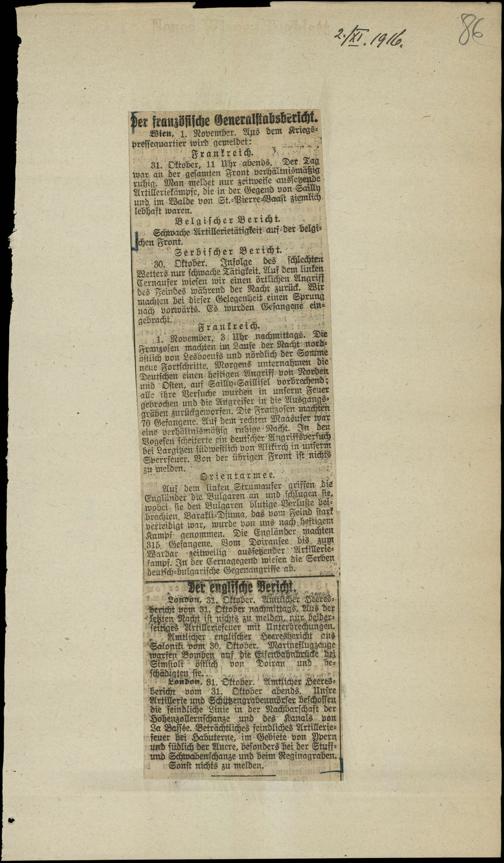 2./XI. 1916.
86
Der französische Generalstabsbericht.
Wien, 1. November. Aus dem Kriegs-
pressequartier wird gemeldet:
Frankreich.
31. Oktober, 11 Uhr abends. Der Tag
war an der gesamten Front verhältnismäßig
ruhig. Man meldet nur zeitweise aussetzende
Artilleriekämpfe, die in der Gegend von Sailly
und im Walde von St.-Pierre-Vaast ziemlich
lebhaft waren.
Belgischer Bericht.
Schwache Artillerietätigkeit auf der belgi-
schen Front.
Serbischer Bericht.
30. Oktober. Infolge des schlechten
Wetters nur schwache Tätigkeit. Auf dem linken
Cernaufer wiesen wir einen örtlichen Angriff
des Feindes während der Nacht zurück. Wir
machten bei dieser Gelegenheit einen Sprung
nach vorwärts. Es wurden Gefangene ein-
gebracht.
Frankreich.
1. November, 3 Uhr nachmittags. Die
Franzosen machten im Laufe der Nacht nord-
östlich von Lesboeufs und nördlich der Somme
neue Fortschritte. Morgens unternahmen die
Deutschen einen heftigen Angriff von Norden
und Osten, auf Sailly-Saillisel vorbrechend;
alle ihre Versuche wurden in unserm Feuer
gebrochen und die Angreifer in die Ausgangs-
gräben zurückgeworfen. Die Franzosen machten
70 Gefangene. Auf dem rechten Maasufer war
eine verhältnismäßig ruhige Nacht. In den
Vogesen scheiterte ein deutscher Angriffsversuch
bei Largitzen südwestlich von Altkirch in unserm
Sperrfeuer. Von der übrigen Front ist nichts
zu melden.
Orientarmee.
Auf dem linken Strumaufer griffen die
Engländer die Bulgaren an und schlugen sie,
wobei sie den Bulgaren blutige Verluste bei-
brachten. Barakli-Djuma, das vom Feind stark
verteidigt war, wurde von uns nach heftigem
Kampf genommen. Die Engländer machten
315 Gefangene. Vom Doiransee bis zum
Wardar zeitweilig aussetzender Artillerie-
kampf. In der Cernagegend wiesen die Serben
deutsch-bulgarische Gegenangriffe ab.
Der englische Bericht.
London, 31. Oktober. Amtlicher Heeres-
bericht vom 31. Oktober nachmittags. Aus der
letzten Nacht ist nichts zu melden, nur beider-
seitiges Artilleriefeuer mit Unterbrechungen.
Amtlicher englischer Heeresbericht aus
Saloniki vom 30. Oktober. Marineflugzeuge
warfen Bomben auf die Eisenbahnbrücke bei
östlich von Doiran und be-
schädigten sie.
London, 31. Oktober. Amtlicher Heeres-
bericht vom 31. Oktober abends. Unsre
Artillerie und Schützengrabenmörser beschossen
die feindliche Linie in der Nachbarschaft der
Hohenzollernschanze und des Kanals von
La Bassee. Beträchtliches feindliches Artillerie-
feuer bei Habuterne, im Gebiete von Ypern
und südlich der Ancre, besonders bei der Stuff-
und Schwabenschanze und beim Reginagraben.
Sonst nichts zu melden.